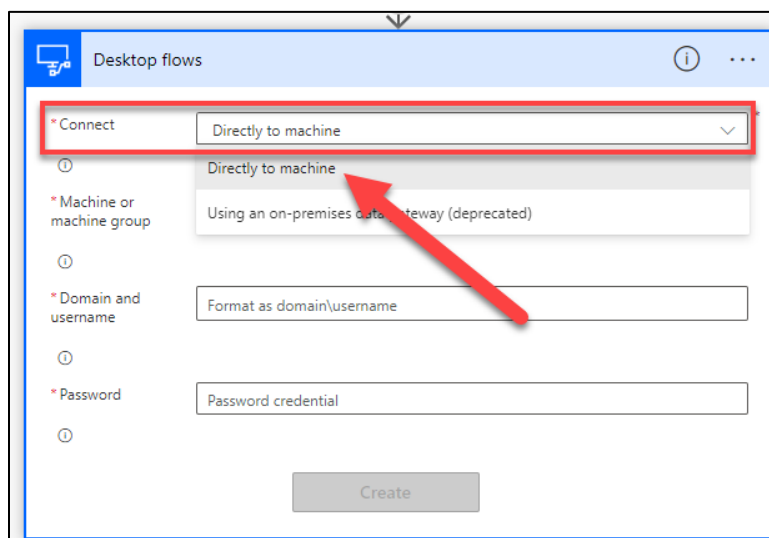 Desktop flows
* Connect
Directly to machine
*
Directly to machine
* Machine or
machine group
Using an on-premises data gateway (deprecated)
* Domain and
username
Format as domain\username
* Password
Password credential
Create